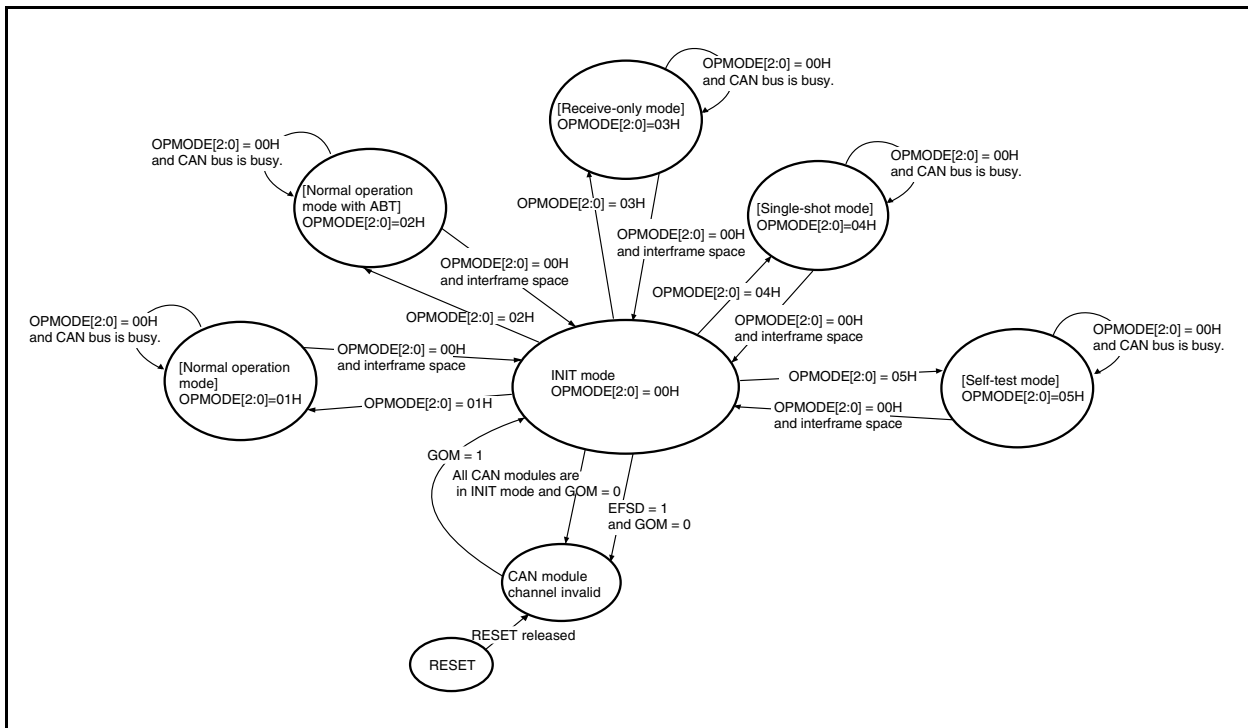 OPMODE[2:0] = 00H
and CAN bus is busy.
[Receive-only mode]
OPMODE[2:0]=03H
OPMODE[2:0] = 00H
and CAN bus is busy.
[Normal operation
mode with ABT]
OPMODE[2:0]=02H
OPMODE[2:0] = 03H
OPMODE[2:0] = 00H
and CAN bus is busy.
[Single-shot mode]
OPMODE[2:0]=04H
OPMODE[2:0] = 00H
and interframe space
OPMODE[2:0] = 00H
and interframe space
OPMODE[2:0] = 04H
OPMODE[2:0] = 02H
OPMODE[2:0] = 00H
and interframe space
OPMODE[2:0] = 00H
and CAN bus is busy.
[Normal operation
mode]
OPMODE[2:0]=01H
OPMODE[2:0] = 00H
and interframe space
OPMODE[2:0] = 01H
INIT mode
OPMODE[2:0] = 00H
OPMODE[2:0] = 05H
OPMODE[2:0] = 00H
and interframe space
OPMODE[2:0] = 00H
and CAN bus is busy.
[Self-test mode]
OPMODE[2:0]=05H
GOM = 1
All CAN modules are
in INIT mode and GOM = 0
EFSD = 1
and GOM = 0
CAN module
channel invalid
RESET released
RESET